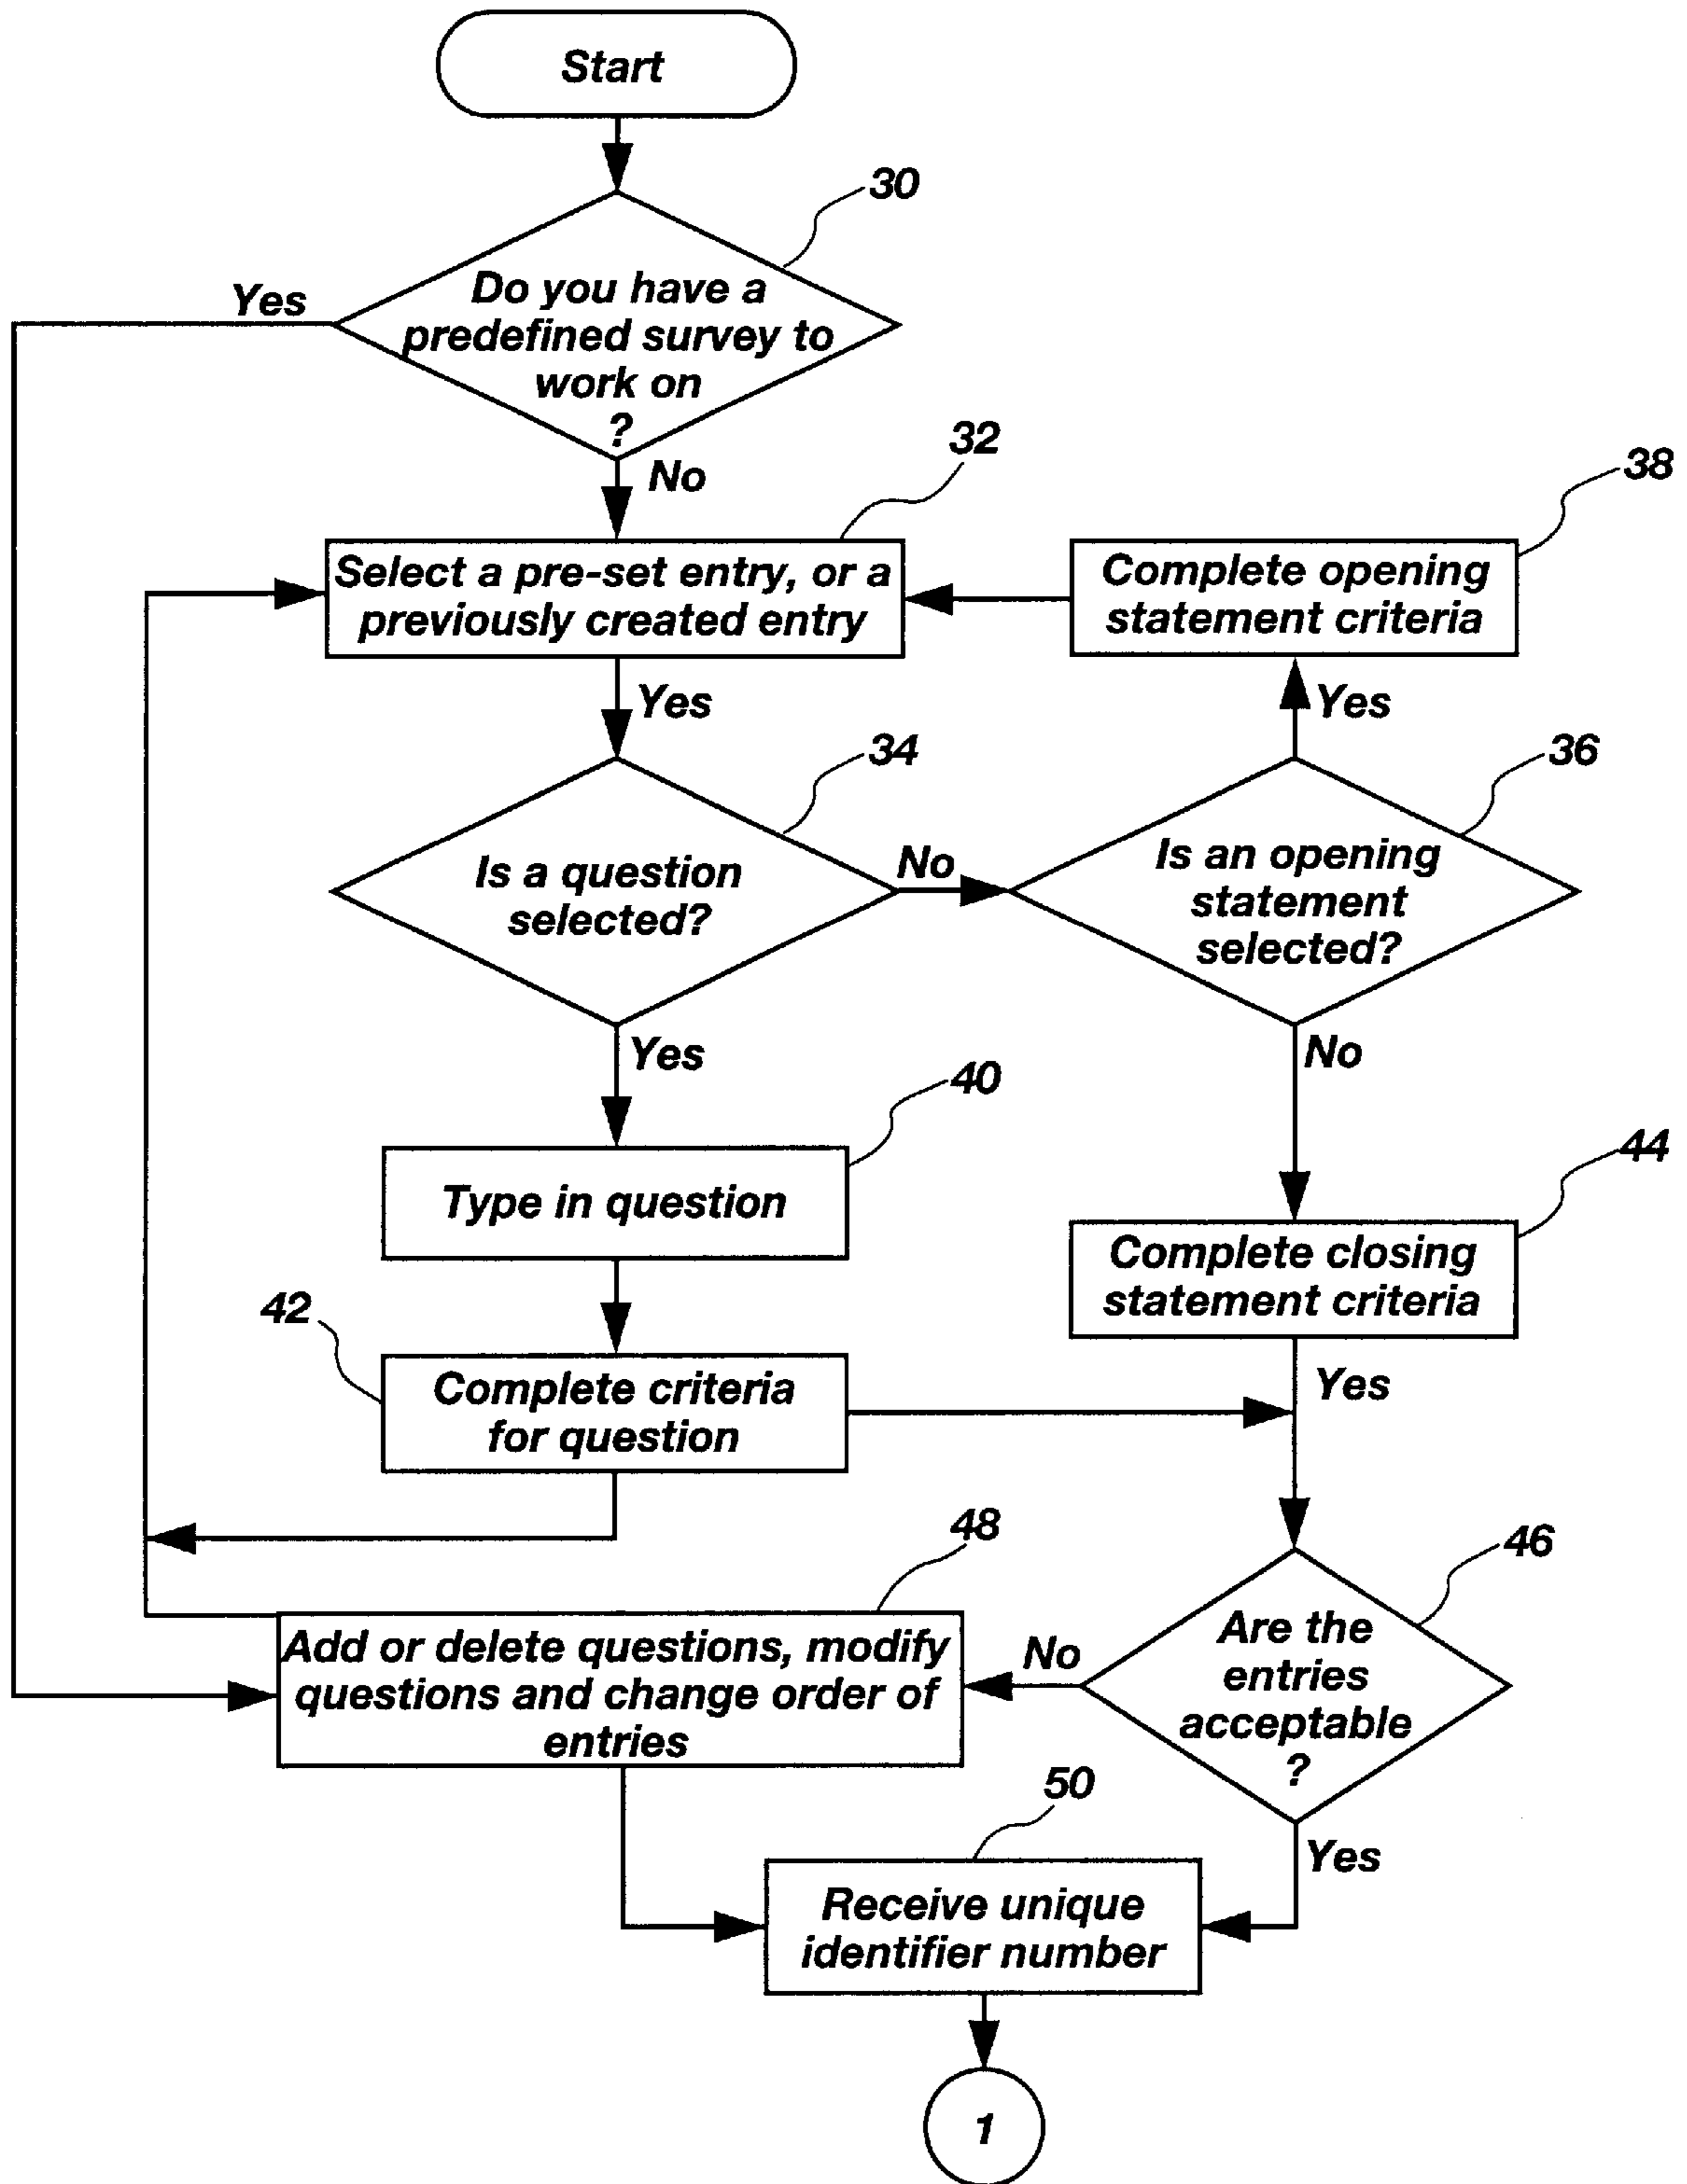 Start
30
Do you have a
predefined survey to
work on
?
Yes
No
32
38
Select a pre-set entry, or a
previously created entry
Complete opening
statement criteria
Yes
Yes
34
36
Is a question
selected?
No
Is an opening
statement
selected?
Yes
No
40
Type in question
44
Complete closing
statement criteria
42
Complete criteria
for question
Yes
48
46
Add or delete questions, modify
questions and change order of
entries
No
Are the
entries
acceptable
?
50
Yes
Receive unique
identifier number
1